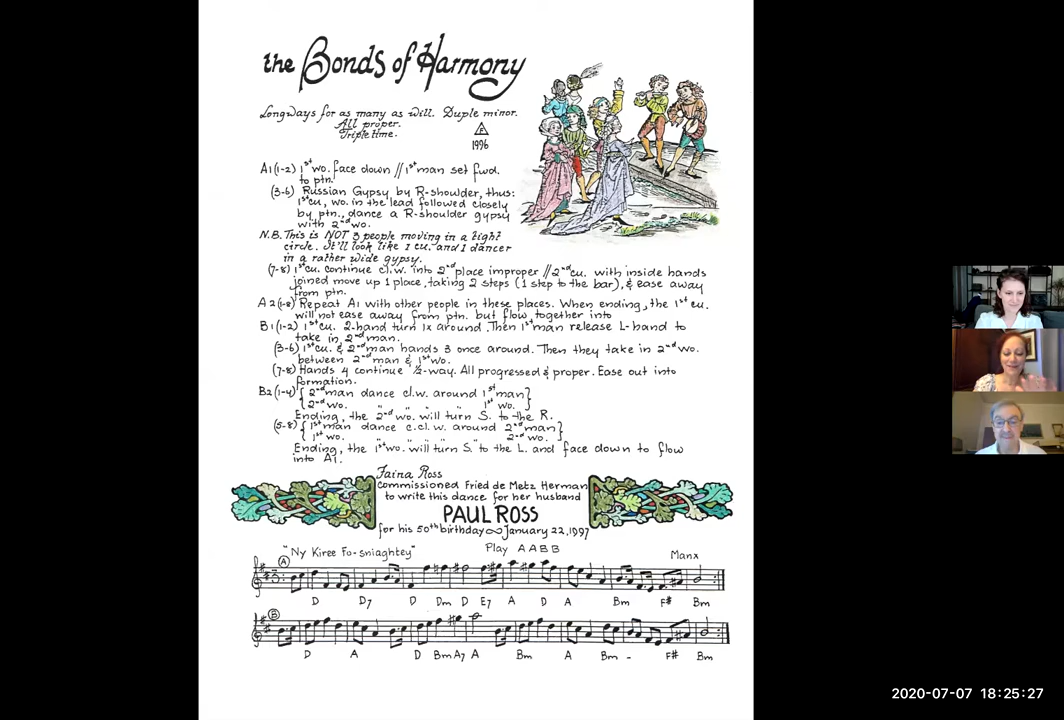 the Bonds of Harmony
Longways for as many as will. Duple minor.
All proper.
Triple time.
F
1996
A1 (1-2) 1st wo. face down // 1st man set fwd.
to ptn.
(3-6) Russian Gypsy by R-shoulder, thus:
1st cu., wo. in the lead followed closely
by ptn., dance a R-shoulder gypsy
with 2nd wo.
N.B. This is NOT 3 people moving in a tight
circle. It'll look like 1 cu. and 1 dancer
in a rather wide gypsy.
(7-8) 1st cu. continue cl.w. into 2nd place improper // 2nd cu. with inside hands
joined move up 1 place, taking 2 steps (1 step to the bar), & ease away
from ptn.
A2 (1-8) Repeat A1 with other people in these places. When ending, the 1st cu.
will not ease away from ptn. but flow together into
B1 (1-2) 1st cu. 2-hand turn 1x around. Then 1st man release L-hand to
take in 2nd man.
(3-6) 1st cu. & 2nd man hands 3 once around. Then they take in 2nd wo.
between 2nd man & 1st wo.
(7-8) Hands 4 continue ½-way. All progressed & proper. Ease out into
formation.
B2 (1-4) { 2nd man dance cl.w. around 1st man }
{ 2nd wo. " " " 1st wo. }
Ending, the 2nd wo. will turn S. to the R.
(5-8) { 1st man dance c.cl.w. around 2nd man }
{ 1st wo. " " " 2nd wo. }
Ending, the 1st wo. will turn S. to the L. and face down to flow
into A1.
Faina Ross
commissioned Fried de Metz Herman
to write this dance for her husband
PAUL ROSS
for his 50th birthday ∞ January 22, 1997
"Ny Kiree Fo-sniaghtey" Play AABB Manx
A
D D7 D Dm D E7 A D A Bm F# Bm
B
D A D Bm A7 A Bm A Bm - F# Bm
2020-07-07 18:25:27